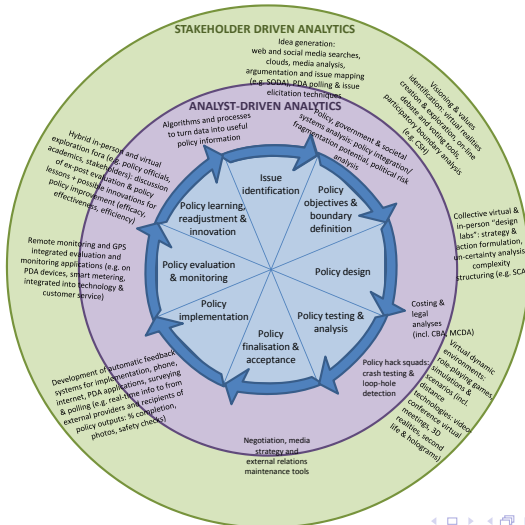 STAKEHOLDER DRIVEN ANALYTICS
Idea generation:
web and social media searches,
clouds, media analysis,
argumentation and issue mapping
(e.g. SODA), PDA polling & issue
elicitation techniques
Visioning & values
identification: virtual realities
creation & exploration, on-line
debate and voting tools,
participatory boundary analysis
(e.g. CSH)
ANALYST-DRIVEN ANALYTICS
Algorithms and processes
to turn data into useful
policy information
Policy, government & societal
systems analysis: policy integration/
fragmentation potential, political risk
analysis
Hybrid in-person and virtual
exploration fora (e.g. policy officials,
academics, stakeholders): discussion
of ex-post evaluation & policy
lessons + possible innovations for
policy improvement (efficacy,
effectiveness, efficiency)
Issue
identification
Policy
objectives &
boundary
definition
Policy learning,
readjustment &
innovation
Collective virtual &
in-person “design
labs”: strategy &
action formulation,
un-certainty analysis,
complexity
structuring (e.g. SCA)
Remote monitoring and GPS
integrated evaluation and
monitoring applications (e.g. on
PDA devices, smart metering,
integrated into technology &
customer service)
Policy evaluation
& monitoring
Policy design
Policy
implementation
Policy testing &
analysis
Policy
finalisation &
acceptance
Costing &
legal
analyses
(incl. CBA, MCDA)
Virtual dynamic
environments:
role playing games,
simulations &
scenarios (incl.
distance
technologies: video
conference virtual
meetings, 3D
realities, second
life & holograms)
Policy hack squads:
crash testing &
loop-hole
detection
Development of automatic feedback
systems for implementation, phone,
internet, PDA applications, surveying
& polling (e.g. real-time info to from
external providers and recipients of
policy outputs: % completion,
photos, safety checks)
Negotiation, media
strategy and
external relations
maintenance tools